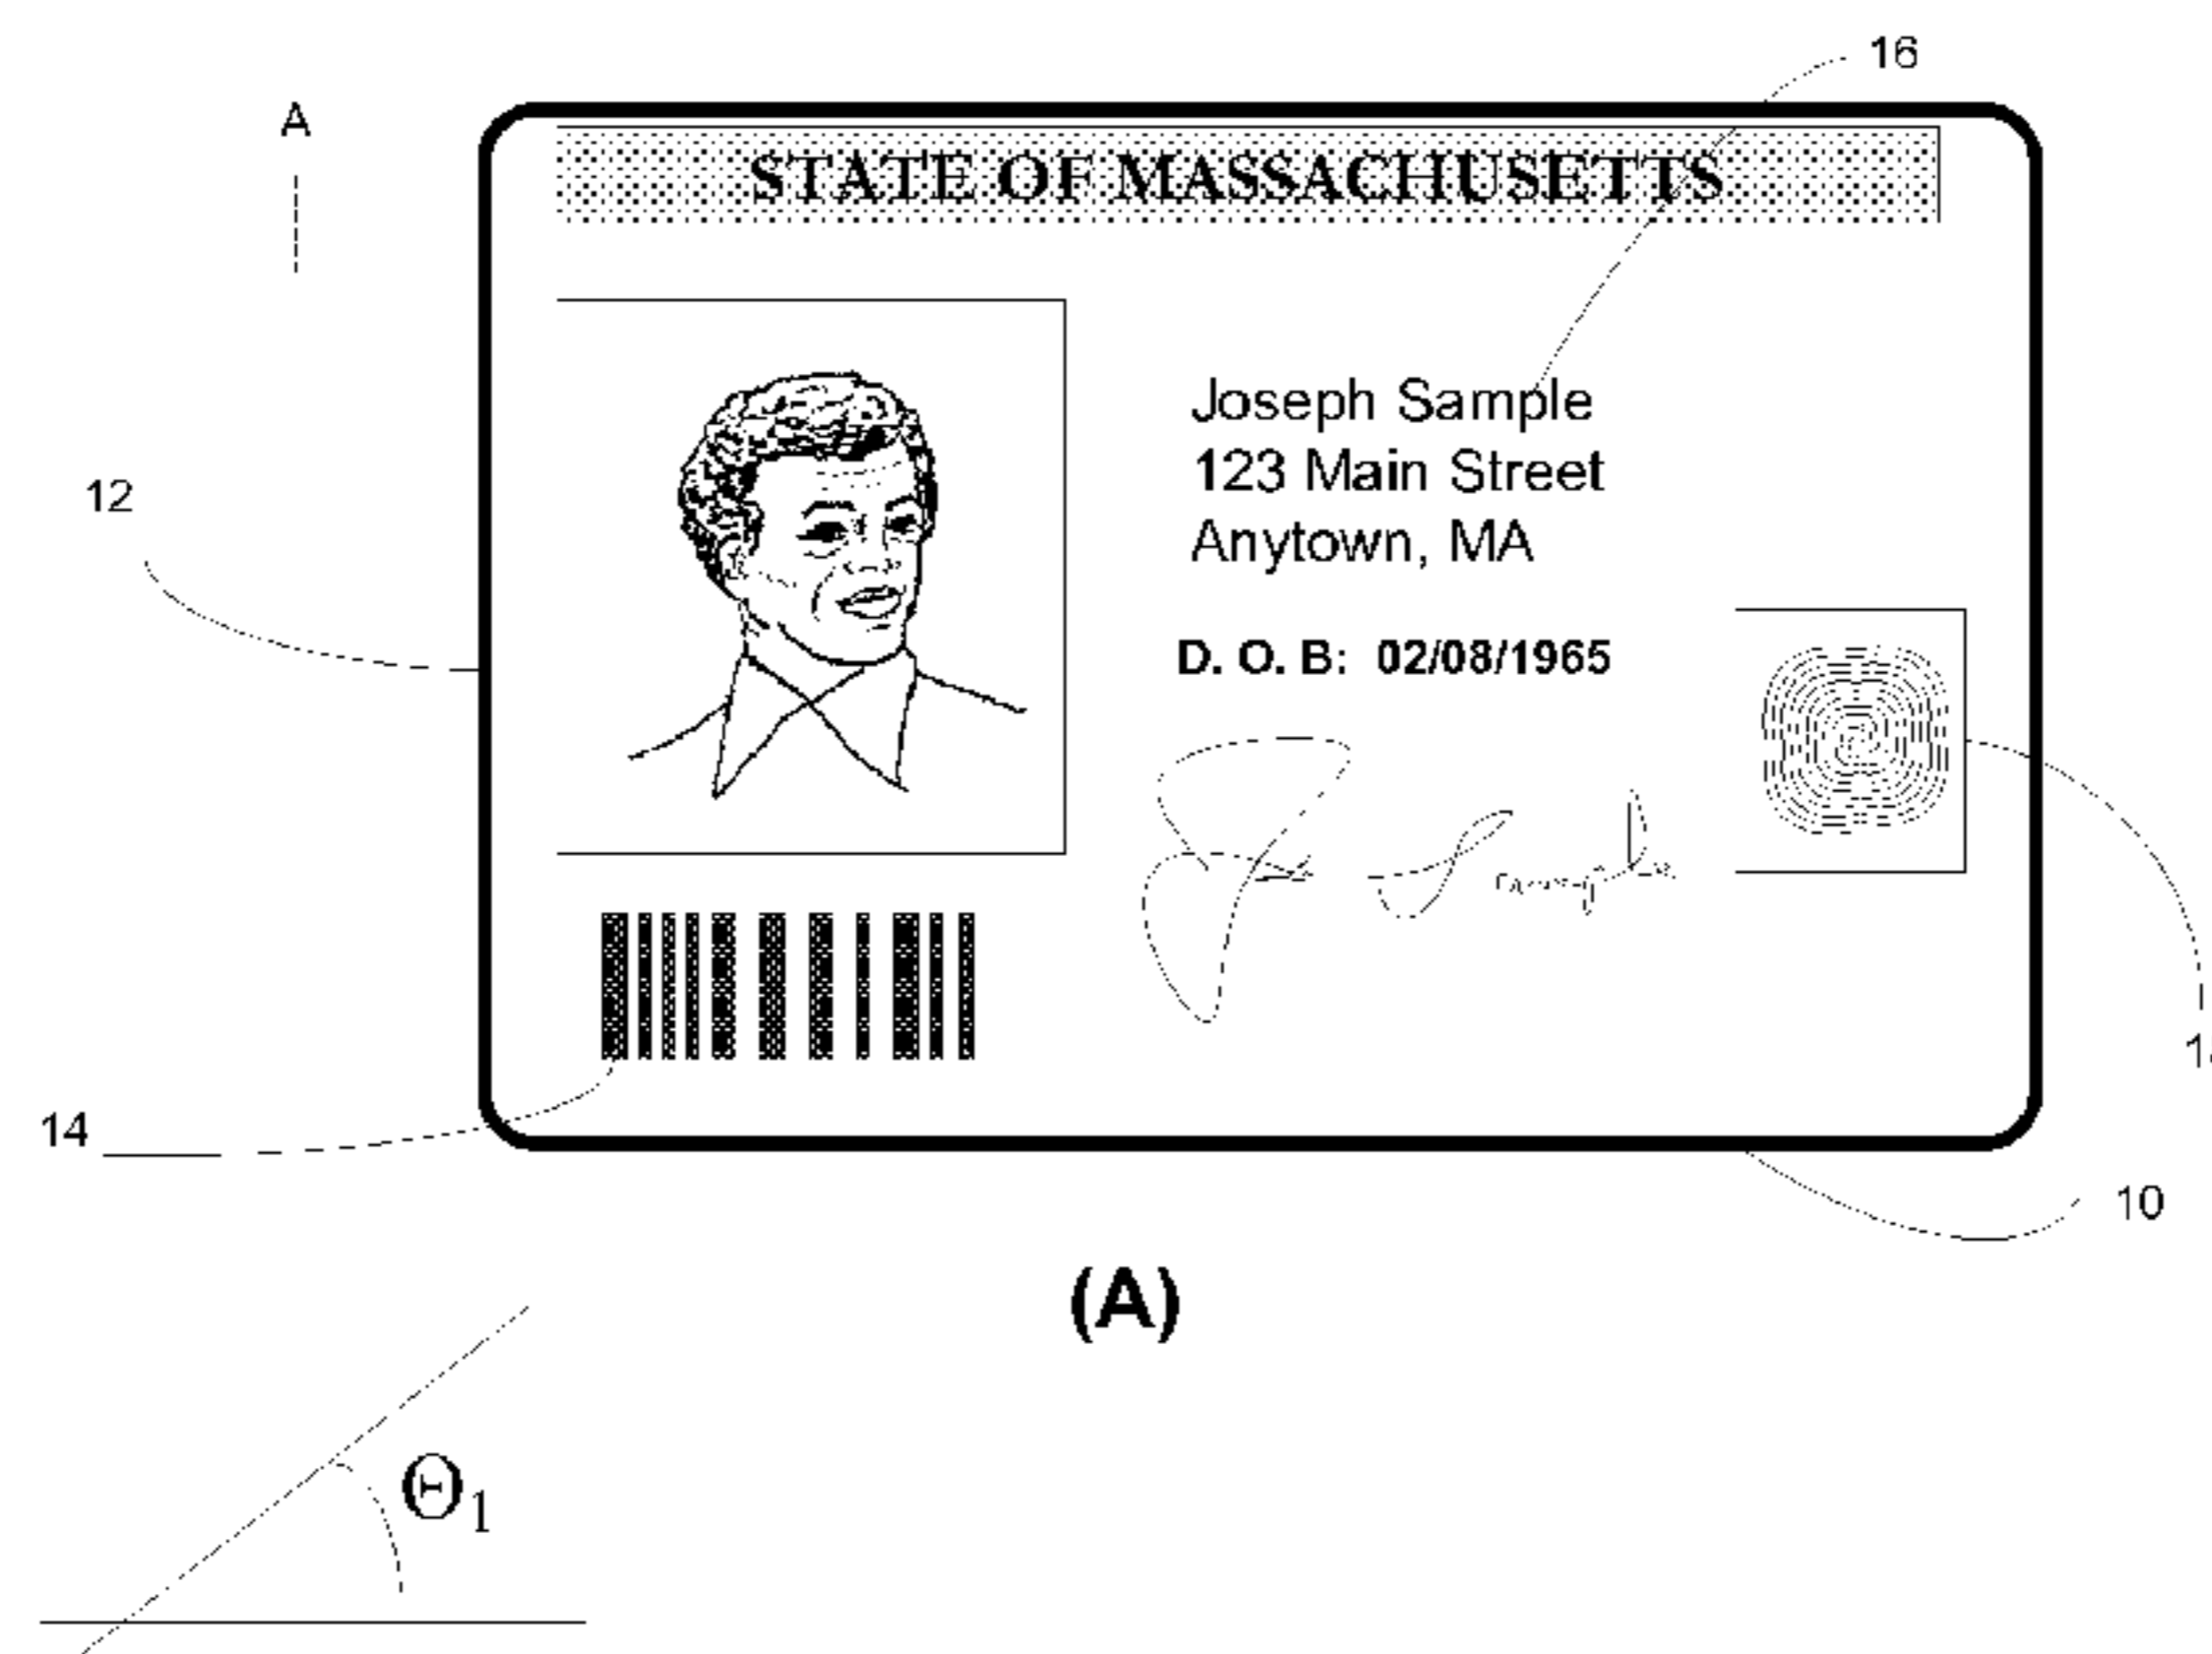 16
A
STATE OF MASSACHUSETTS
Joseph Sample
123 Main Street
Anytown, MA
12
D. O. B: 02/08/1965
14
10
(A)
Θ1